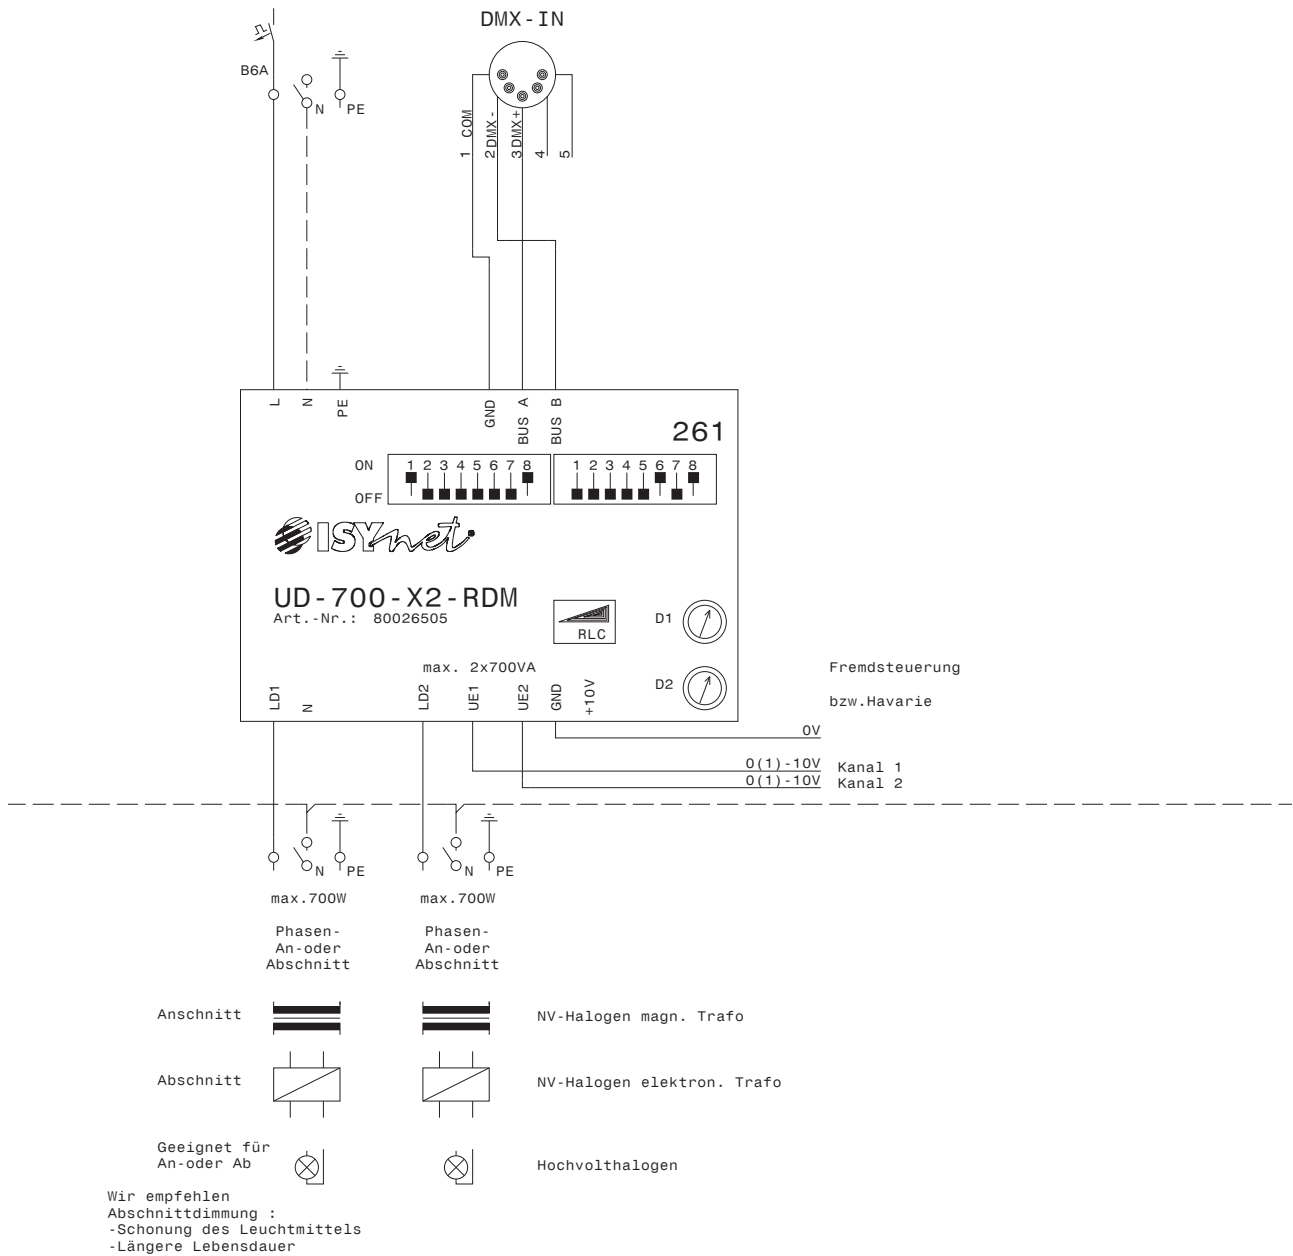 DMX-IN
B6A
N
PE
1 COM
2 DMX-
3 DMX+
4
5
L
N
PE
GND
BUS A
BUS B
261
ON
1 2 3 4 5 6 7 8
1 2 3 4 5 6 7 8
OFF
ISYnet
UD-700-X2-RDM
Art.-Nr.: 80026505
RLC
D1
D2
max. 2x700VA
LD1
N
LD2
UE1
UE2
GND
+10V
Fremdsteuerung
bzw.Havarie
0V
0(1)-10V Kanal 1
0(1)-10V Kanal 2
N
PE
N
PE
max.700W
max.700W
Phasen-
An-oder
Abschnitt
Phasen-
An-oder
Abschnitt
Anschnitt
NV-Halogen magn. Trafo
Abschnitt
NV-Halogen elektron. Trafo
Geeignet für
An-oder Ab
Hochvolthalogen
Wir empfehlen
Abschnittdimmung :
-Schonung des Leuchtmittels
-Längere Lebensdauer